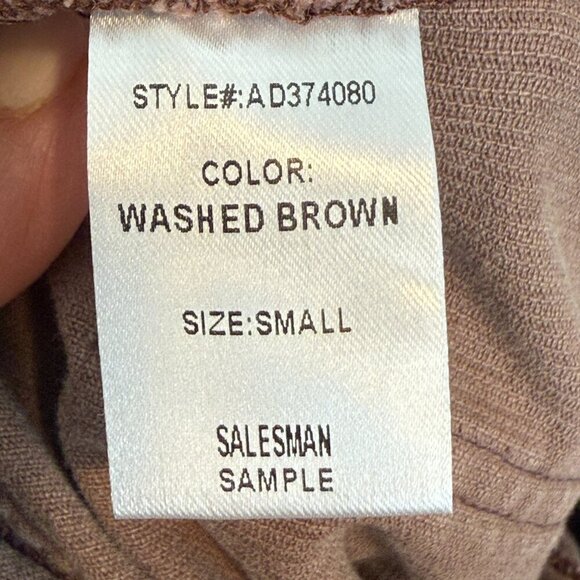 STYLE#:AD374080
COLOR:
WASHED BROWN
SIZE:SMALL
SALESMAN
SAMPLE